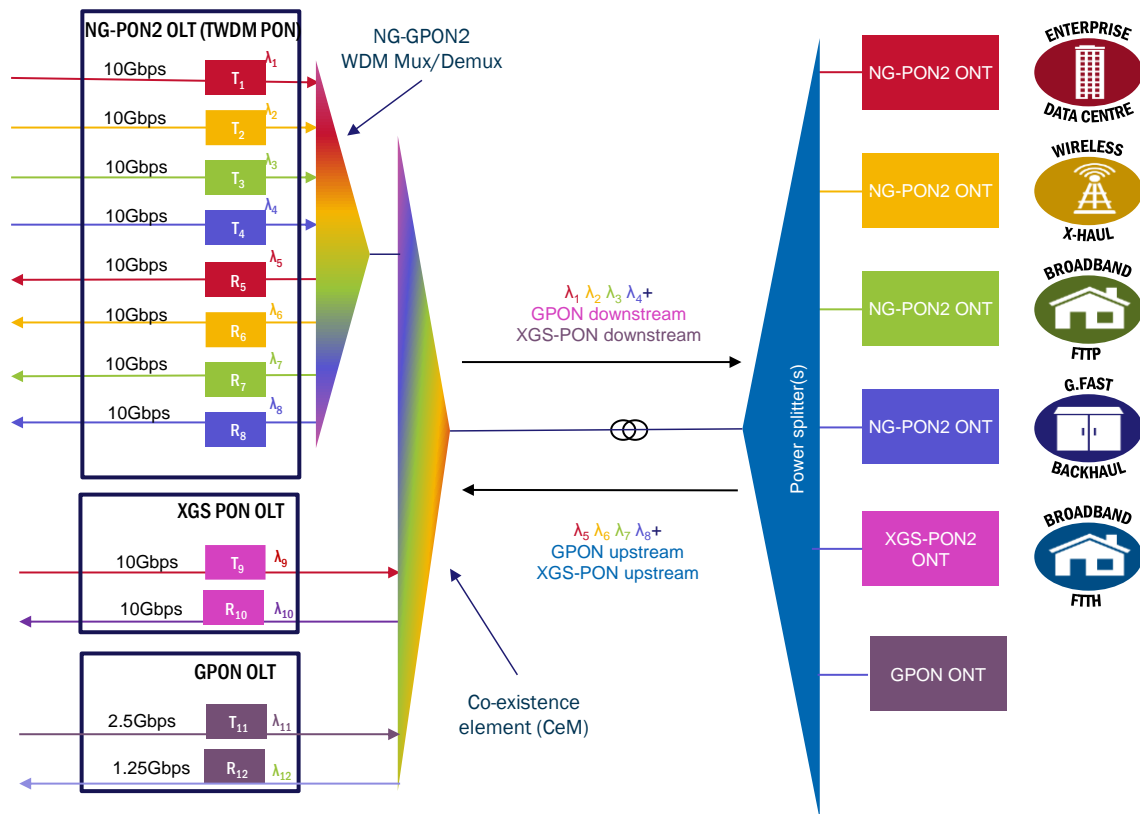 NG-PON2 OLT (TWDM PON)
10Gbps
T1
λ1
10Gbps
T2
λ2
10Gbps
T3
λ3
10Gbps
T4
λ4
10Gbps
R5
λ5
10Gbps
R6
λ6
10Gbps
R7
λ7
10Gbps
R8
λ8
NG-GPON2
WDM Mux/Demux
XGS PON OLT
10Gbps
T9
λ9
10Gbps
R10
λ10
GPON OLT
2.5Gbps
T11
λ11
1.25Gbps
R12
λ12
λ1 λ2 λ3 λ4+
GPON downstream
XGS-PON downstream
λ5 λ6 λ7 λ8+
GPON upstream
XGS-PON upstream
Co-existence
element (CeM)
Power splitter(s)
NG-PON2 ONT
ENTERPRISE
DATA CENTRE
NG-PON2 ONT
WIRELESS
X-HAUL
NG-PON2 ONT
BROADBAND
FTTP
NG-PON2 ONT
G.FAST
BACKHAUL
XGS-PON2
ONT
BROADBAND
FTTH
GPON ONT